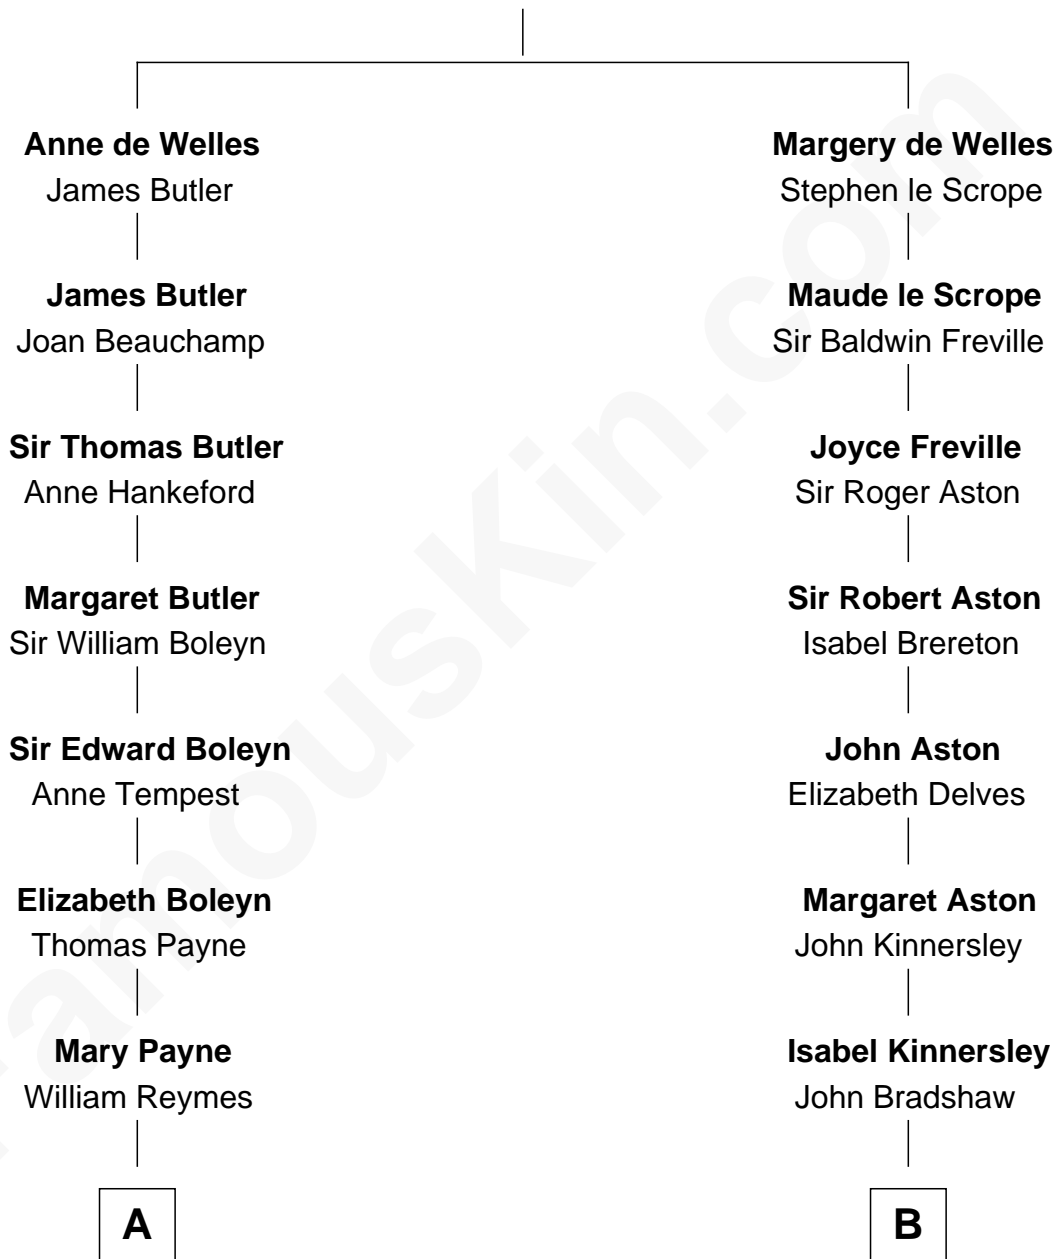 Anne de Welles
James Butler
James Butler
Joan Beauchamp
Sir Thomas Butler
Anne Hankeford
Margaret Butler
Sir William Boleyn
Sir Edward Boleyn
Anne Tempest
Elizabeth Boleyn
Thomas Payne
Mary Payne
William Reymes
A
Margery de Welles
Stephen le Scrope
Maude le Scrope
Sir Baldwin Freville
Joyce Freville
Sir Roger Aston
Sir Robert Aston
Isabel Brereton
John Aston
Elizabeth Delves
Margaret Aston
John Kinnersley
Isabel Kinnersley
John Bradshaw
B
FamousKin.com